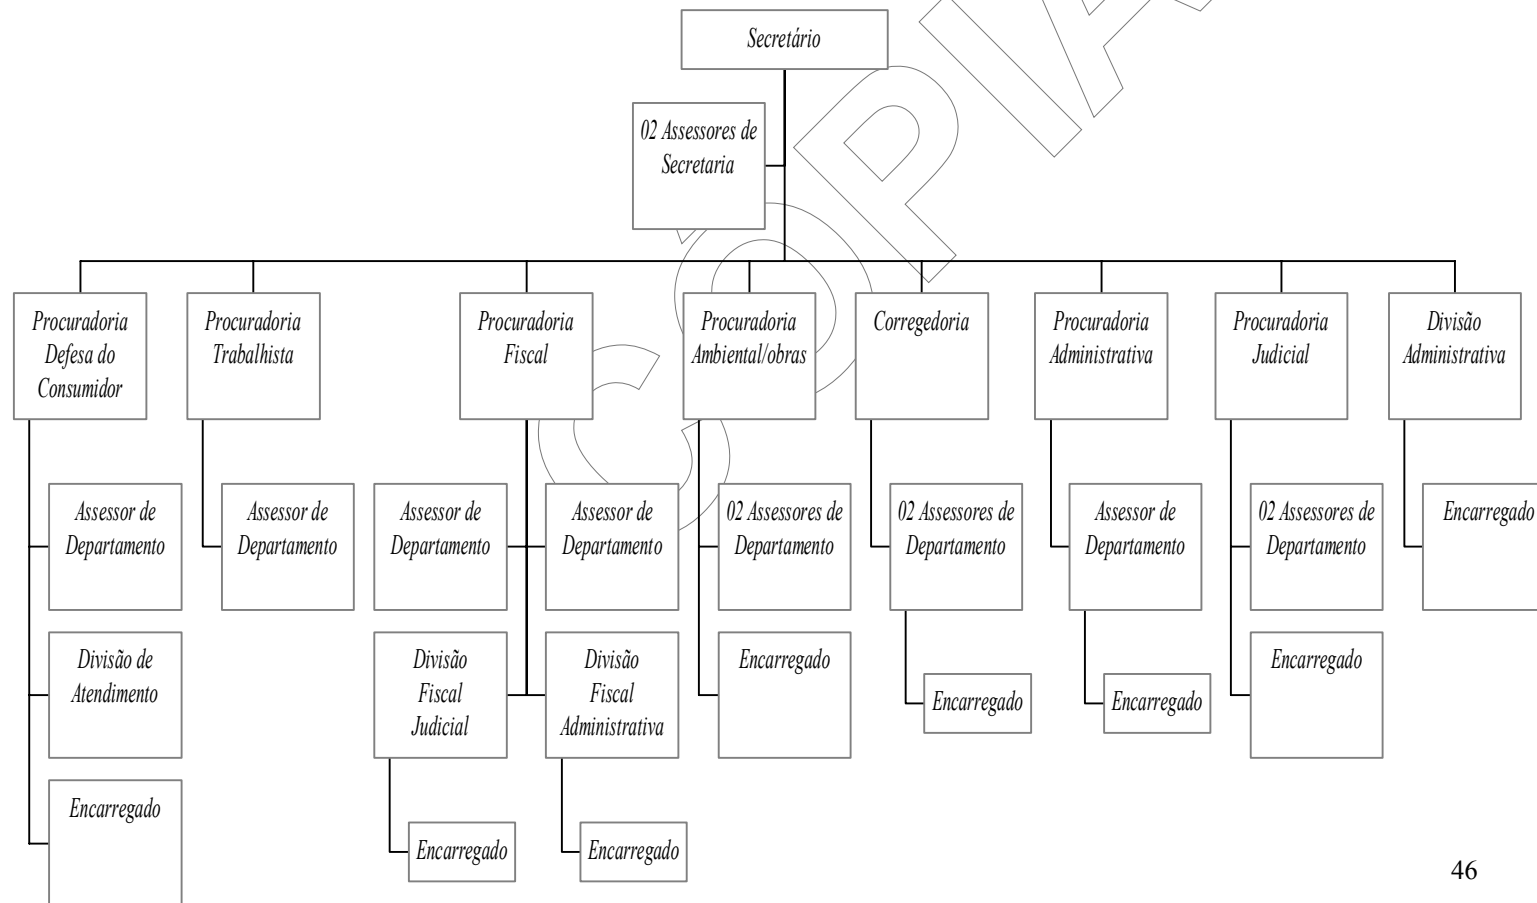 Secretário
02 Assessores de
Secretaria
Procuradoria
Defesa do
Consumidor
Procuradoria
Trabalhista
Procuradoria
Fiscal
Procuradoria
Ambiental/obras
Corregedoria
Procuradoria
Administrativa
Procuradoria
Judicial
Divisão
Administrativa
Assessor de
Departamento
Assessor de
Departamento
Assessor de
Departamento
Assessor de
Departamento
02 Assessores de
Departamento
02 Assessores de
Departamento
Assessor de
Departamento
02 Assessores de
Departamento
Encarregado
Divisão de
Atendimento
Divisão
Fiscal
Judicial
Divisão
Fiscal
Administrativa
Encarregado
Encarregado
Encarregado
Encarregado
Encarregado
Encarregado
Encarregado
46
CÓPIA